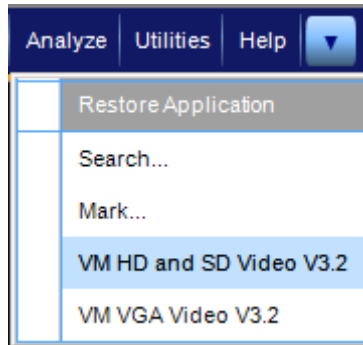 Analyze Utilities Help
Restore Application
Search...
Mark...
VM HD and SD Video V3.2
VM VGA Video V3.2